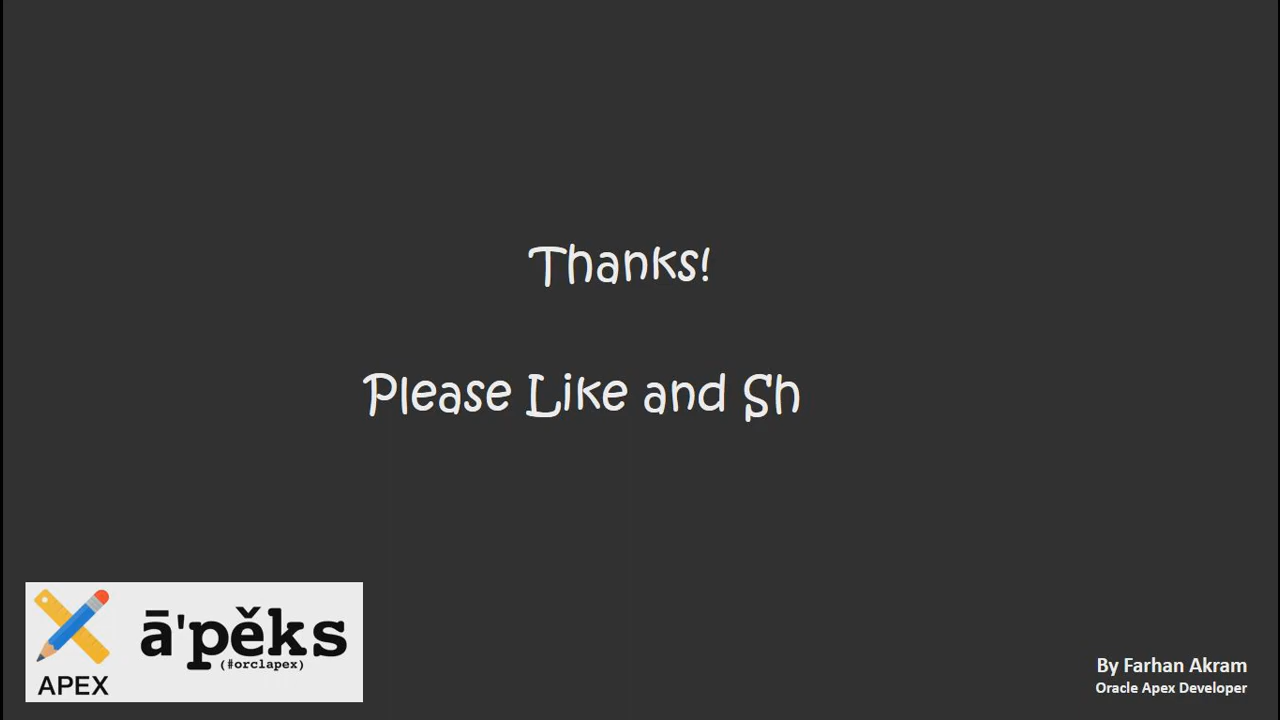 Thanks!
Please Like and Sh
ā'pěks
(#orclapex)
APEX
By Farhan Akram
Oracle Apex Developer